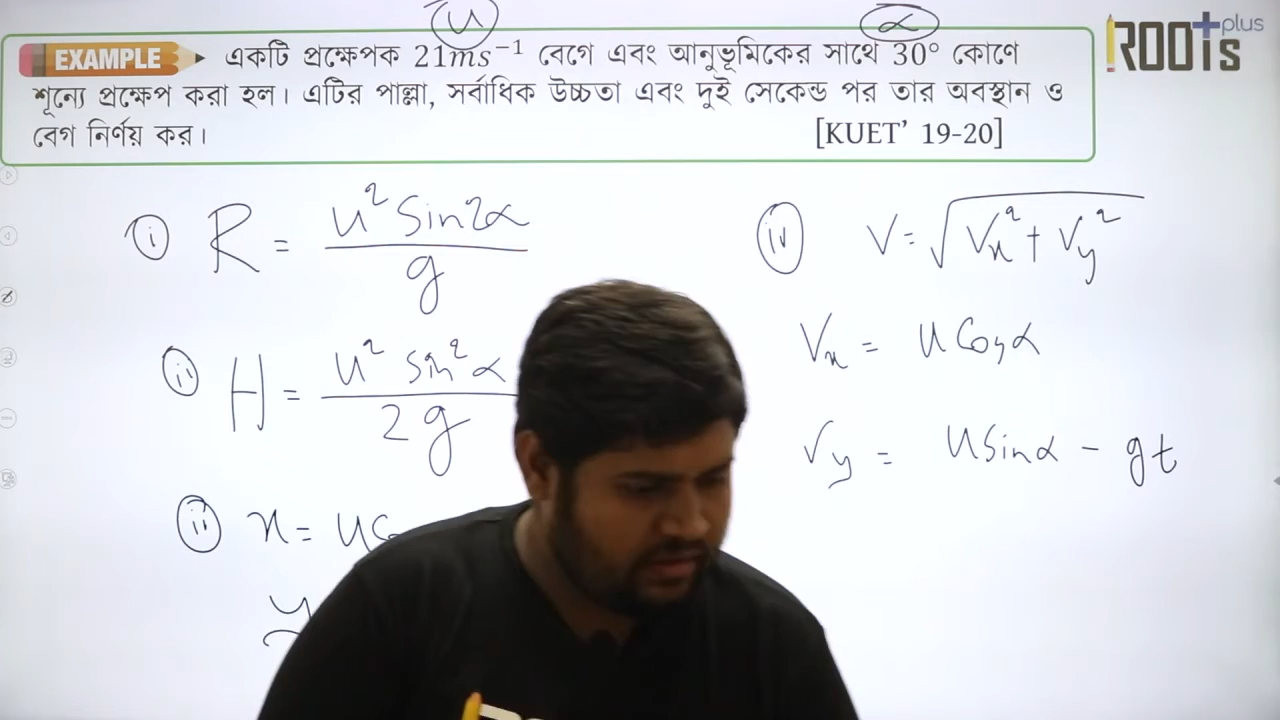 u
α
EXAMPLE একটি প্রক্ষেপক 21ms⁻¹ বেগে এবং আনুভূমিকের সাথে 30° কোণে
শূন্যে প্রক্ষেপ করা হল। এটির পাল্লা, সর্বাধিক উচ্চতা এবং দুই সেকেন্ড পর তার অবস্থান ও
বেগ নির্ণয় কর।
[KUET’ 19-20]
ROOTs plus
(i) R = u² Sin2α / g
(ii) H = u² sin²α / 2g
(iii) x = u
y
(iv) V = √(Vx² + Vy²)
Vx = u Cosα
Vy = u Sinα − gt